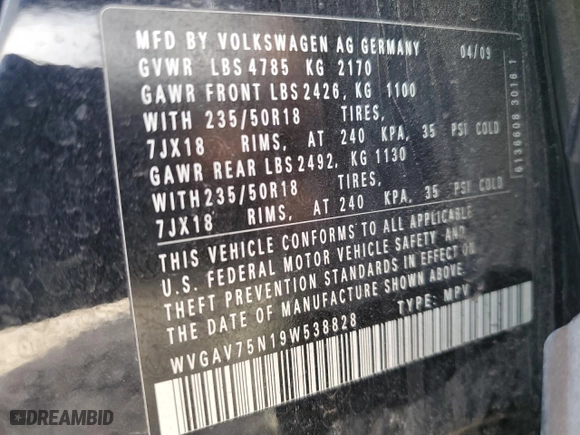 MFD BY VOLKSWAGEN AG GERMANY 04/09
GVWR LBS 4785 KG 2170
GAWR FRONT LBS 2426, KG 1100
WITH 235/50R18 TIRES,
7JX18 RIMS, AT 240 KPA, 35 PSI COLD
GAWR REAR LBS 2492, KG 1130
WITH 235/50R18 TIRES,
7JX18 RIMS, AT 240 KPA, 35 PSI COLD
THIS VEHICLE CONFORMS TO ALL APPLICABLE
U.S. FEDERAL MOTOR VEHICLE SAFETY AND
THEFT PREVENTION STANDARDS IN EFFECT ON
THE DATE OF MANUFACTURE SHOWN ABOVE.
WVGAV75N19W538828 TYPE: MPV
6136608 3016 1
DREAMBID